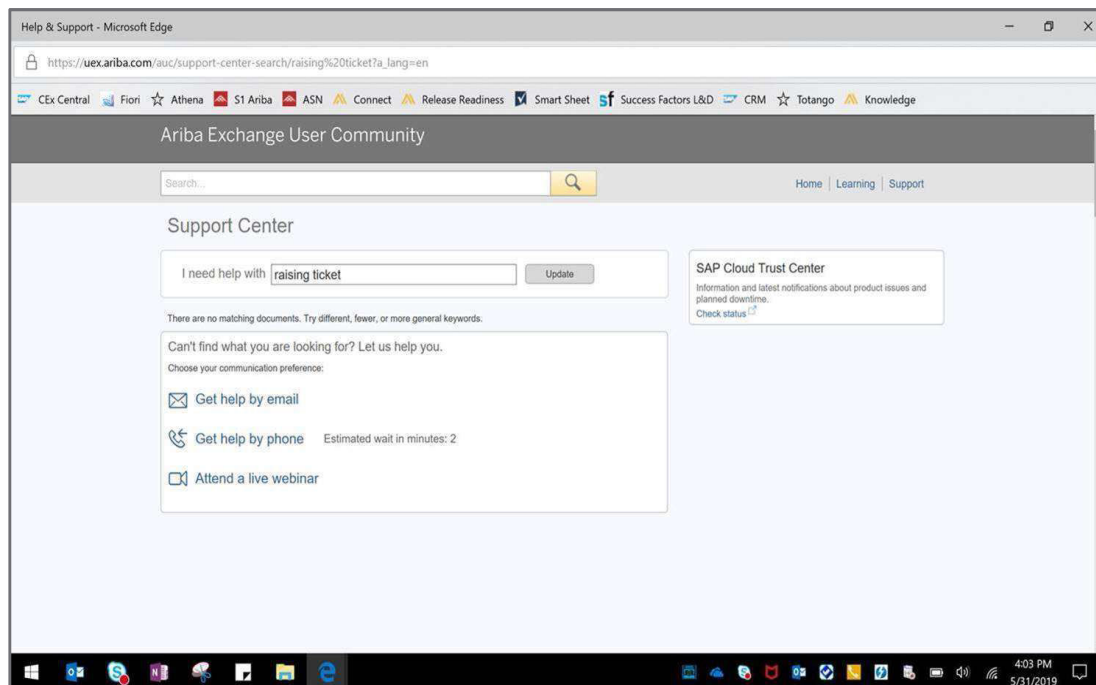 Help & Support - Microsoft Edge
https://uex.ariba.com/auc/support-center-search/raising%20ticket?a_lang=en
CEx Central Fiori Athena S1 Ariba ASN Connect Release Readiness Smart Sheet Success Factors L&D CRM Totango Knowledge
Ariba Exchange User Community
Search...
Home | Learning | Support
Support Center
I need help with raising ticket Update
There are no matching documents. Try different, fewer, or more general keywords.
Can't find what you are looking for? Let us help you.
Choose your communication preference:
Get help by email
Get help by phone Estimated wait in minutes: 2
Attend a live webinar
SAP Cloud Trust Center
Information and latest notifications about product issues and
planned downtime.
Check status
4:03 PM
5/31/2019